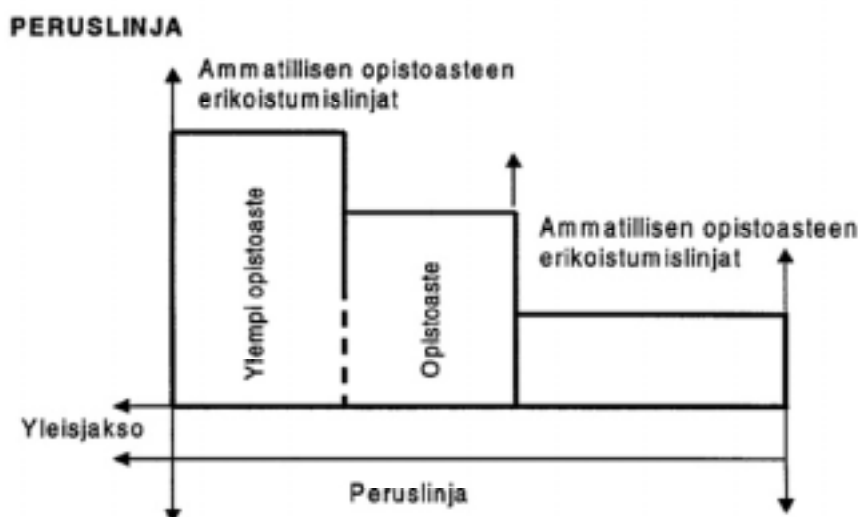 PERUSLINJA
Ammatillisen opistoasteen
erikoistumislinjat
Ylempi opistoaste
Opistoaste
Ammatillisen opistoasteen
erikoistumislinjat
Yleisjakso
Peruslinja